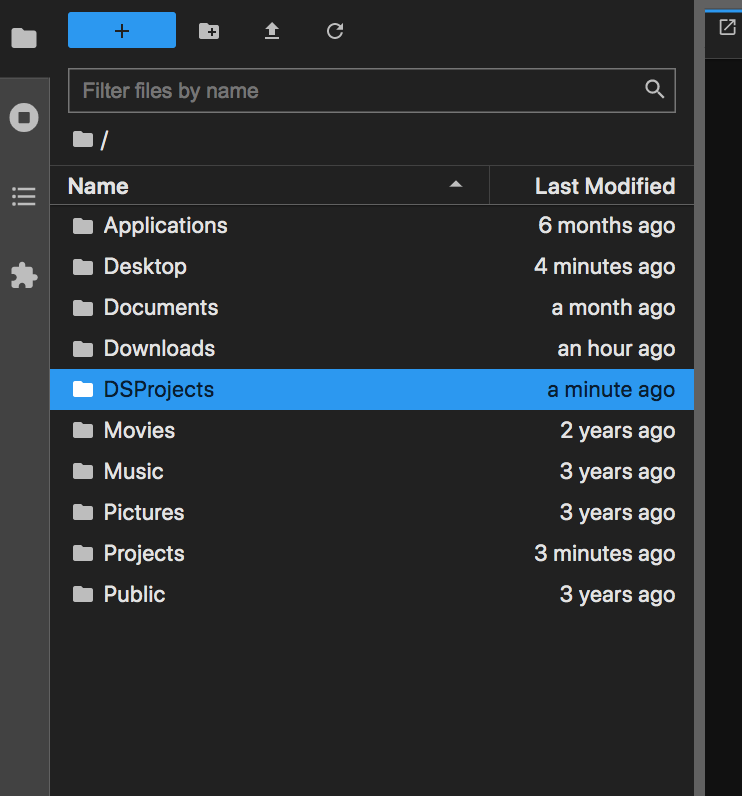 Filter files by name
/
Name Last Modified
Applications 6 months ago
Desktop 4 minutes ago
Documents a month ago
Downloads an hour ago
DSProjects a minute ago
Movies 2 years ago
Music 3 years ago
Pictures 3 years ago
Projects 3 minutes ago
Public 3 years ago